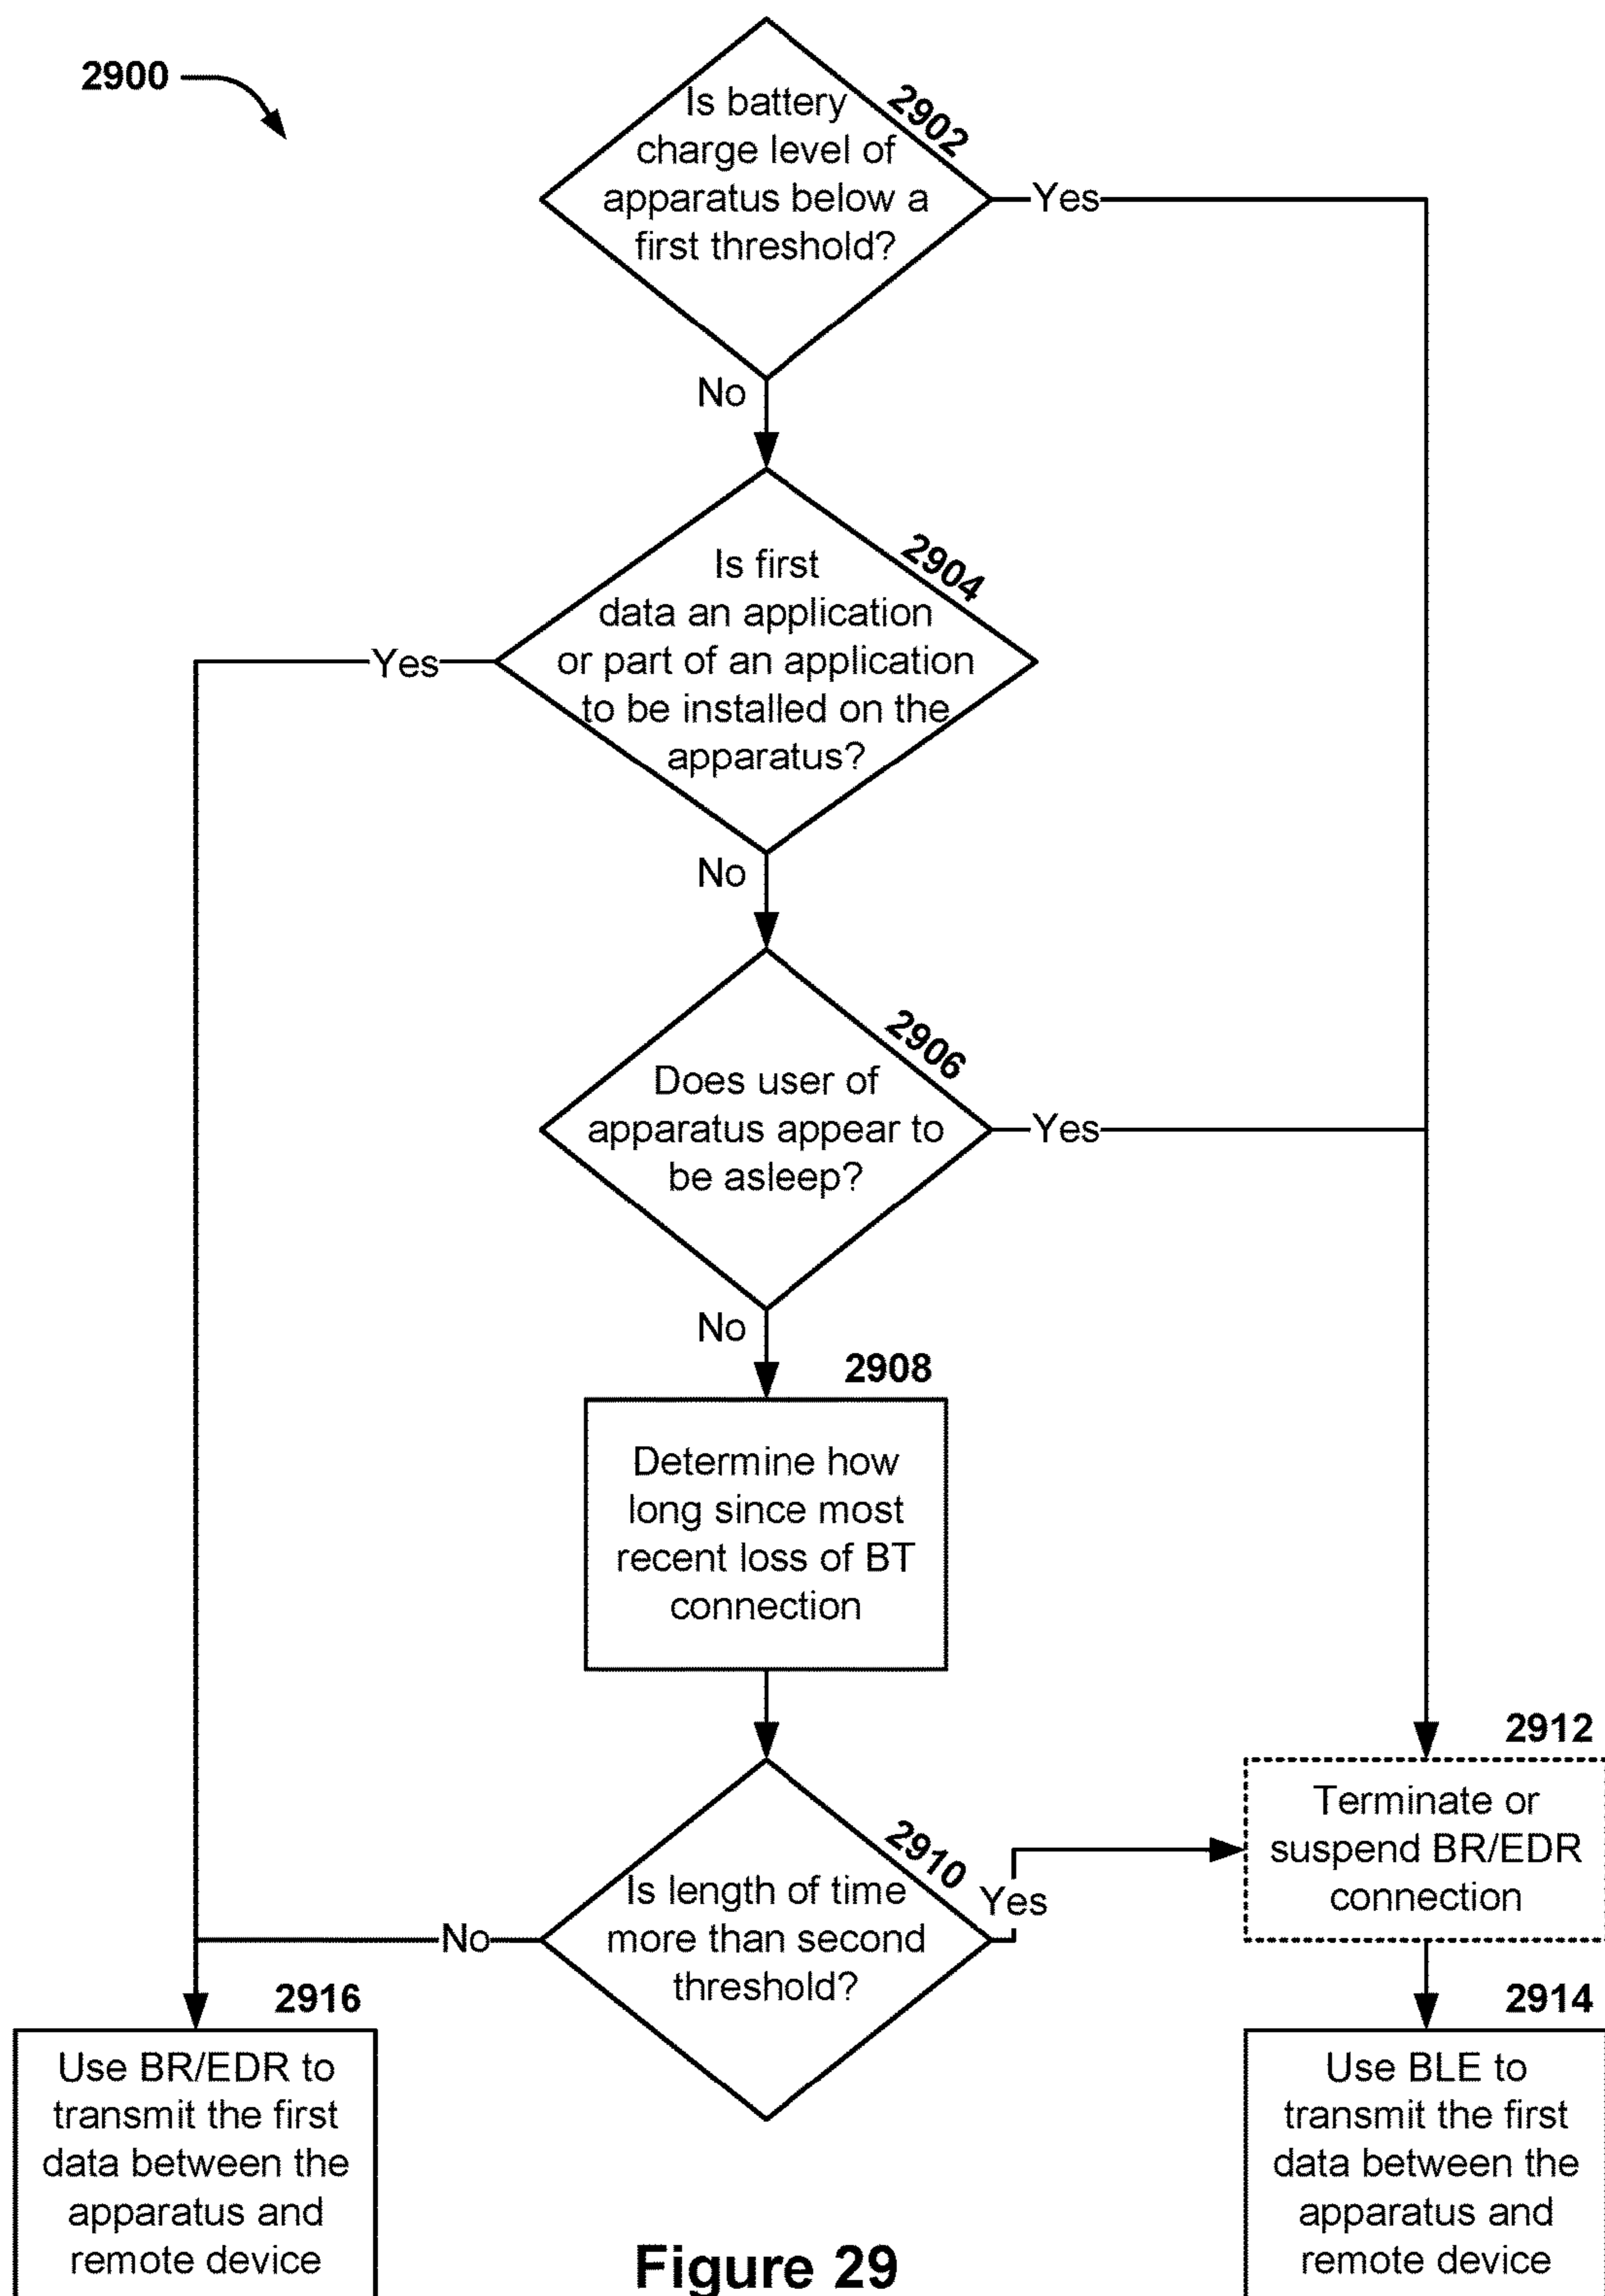 2900
2902
Is battery
charge level of
apparatus below a
first threshold?
Yes
No
2904
Is first
data an application
or part of an application
to be installed on the
apparatus?
Yes
No
2906
Does user of
apparatus appear to
be asleep?
Yes
No
2908
Determine how
long since most
recent loss of BT
connection
2910
Is length of time
more than second
threshold?
Yes
No
2912
Terminate or
suspend BR/EDR
connection
2916
Use BR/EDR to
transmit the first
data between the
apparatus and
remote device
2914
Use BLE to
transmit the first
data between the
apparatus and
remote device
Figure 29